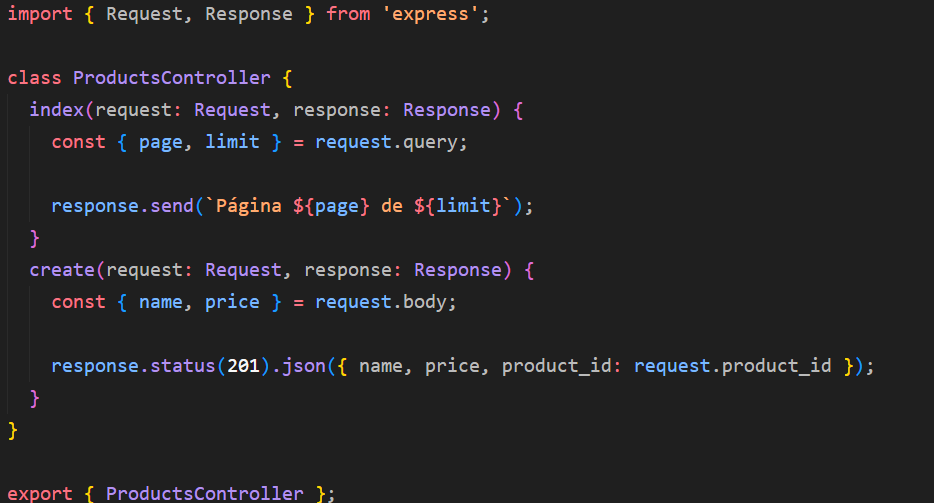 import { Request, Response } from 'express';
class ProductsController {
index(request: Request, response: Response) {
const { page, limit } = request.query;
response.send(`Página ${page} de ${limit}`);
}
create(request: Request, response: Response) {
const { name, price } = request.body;
response.status(201).json({ name, price, product_id: request.product_id });
}
}
export { ProductsController };